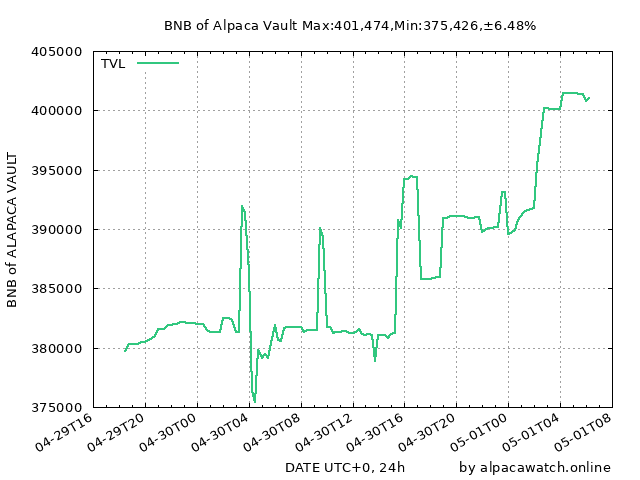 BNB of Alpaca Vault Max:401,474,Min:375,426,±6.48%
TVL
405000
400000
395000
390000
385000
380000
375000
BNB of ALAPACA VAULT
04-29T16
04-29T20
04-30T00
04-30T04
04-30T08
04-30T12
04-30T16
04-30T20
05-01T00
05-01T04
05-01T08
DATE UTC+0, 24h
by alpacawatch.online